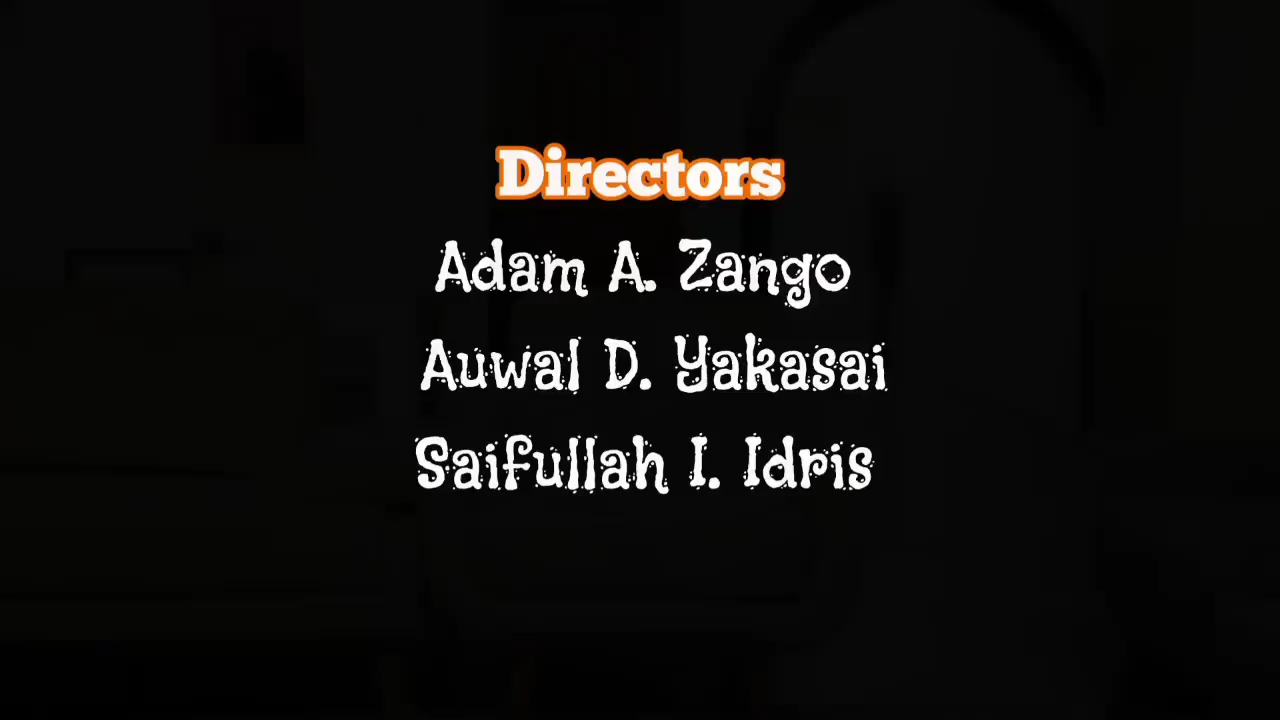 Directors
Adam A. Zango
Auwal D. Yakasai
Saifullah I. Idris